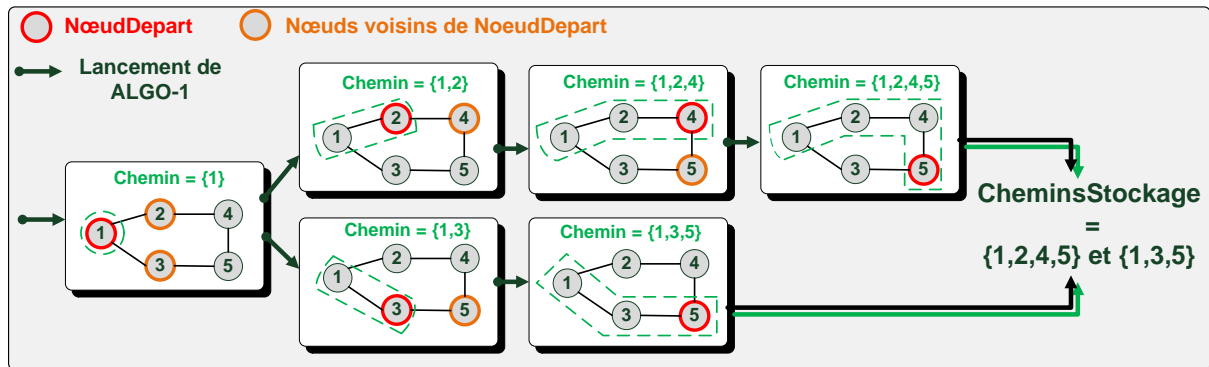 NœudDepart
Nœuds voisins de NoeudDepart
Lancement de
ALGO-1
Chemin = {1}
1
2
4
3
5
Chemin = {1,2}
1
2
4
3
5
Chemin = {1,2,4}
1
2
4
3
5
Chemin = {1,2,4,5}
1
2
4
3
5
Chemin = {1,3}
1
2
4
3
5
Chemin = {1,3,5}
1
2
4
3
5
CheminsStockage
=
{1,2,4,5} et {1,3,5}